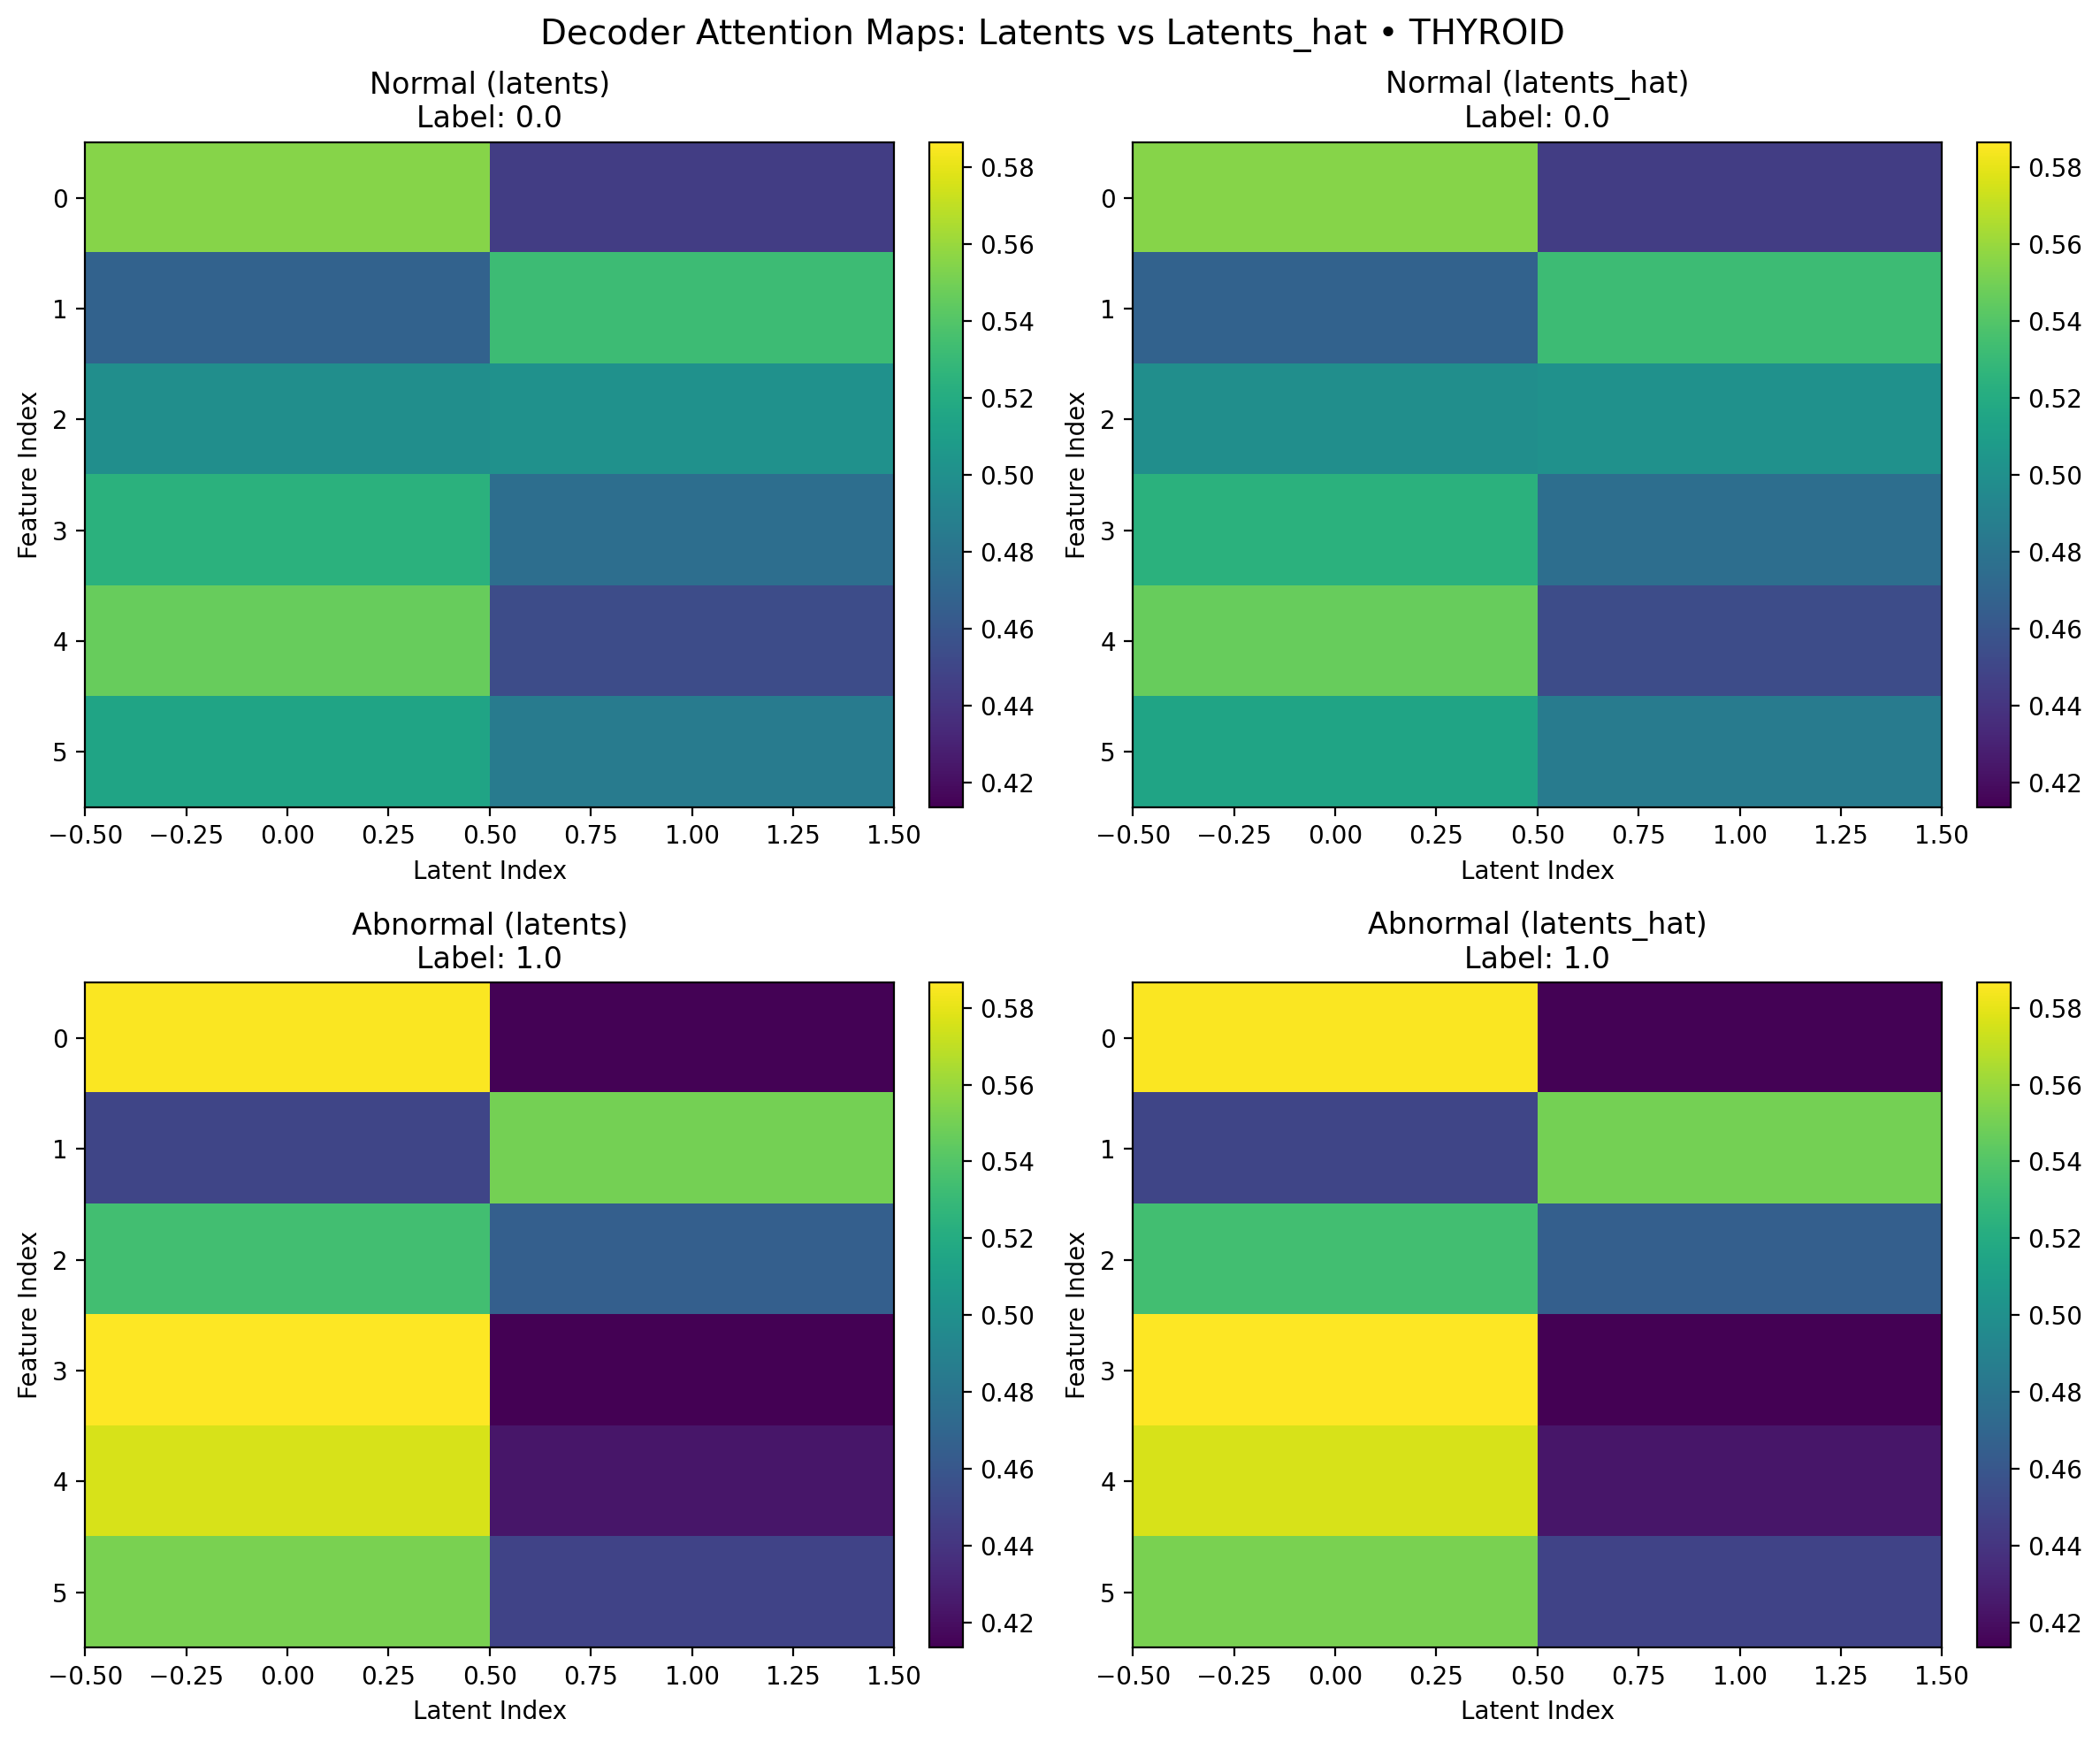 Decoder Attention Maps: Latents vs Latents_hat • THYROID
Normal (latents)
Label: 0.0
Feature Index
0
1
2
3
4
5
−0.50 −0.25 0.00 0.25 0.50 0.75 1.00 1.25 1.50
Latent Index
0.58
0.56
0.54
0.52
0.50
0.48
0.46
0.44
0.42
Normal (latents_hat)
Label: 0.0
Feature Index
0
1
2
3
4
5
−0.50 −0.25 0.00 0.25 0.50 0.75 1.00 1.25 1.50
Latent Index
0.58
0.56
0.54
0.52
0.50
0.48
0.46
0.44
0.42
Abnormal (latents)
Label: 1.0
Feature Index
0
1
2
3
4
5
−0.50 −0.25 0.00 0.25 0.50 0.75 1.00 1.25 1.50
Latent Index
0.58
0.56
0.54
0.52
0.50
0.48
0.46
0.44
0.42
Abnormal (latents_hat)
Label: 1.0
Feature Index
0
1
2
3
4
5
−0.50 −0.25 0.00 0.25 0.50 0.75 1.00 1.25 1.50
Latent Index
0.58
0.56
0.54
0.52
0.50
0.48
0.46
0.44
0.42